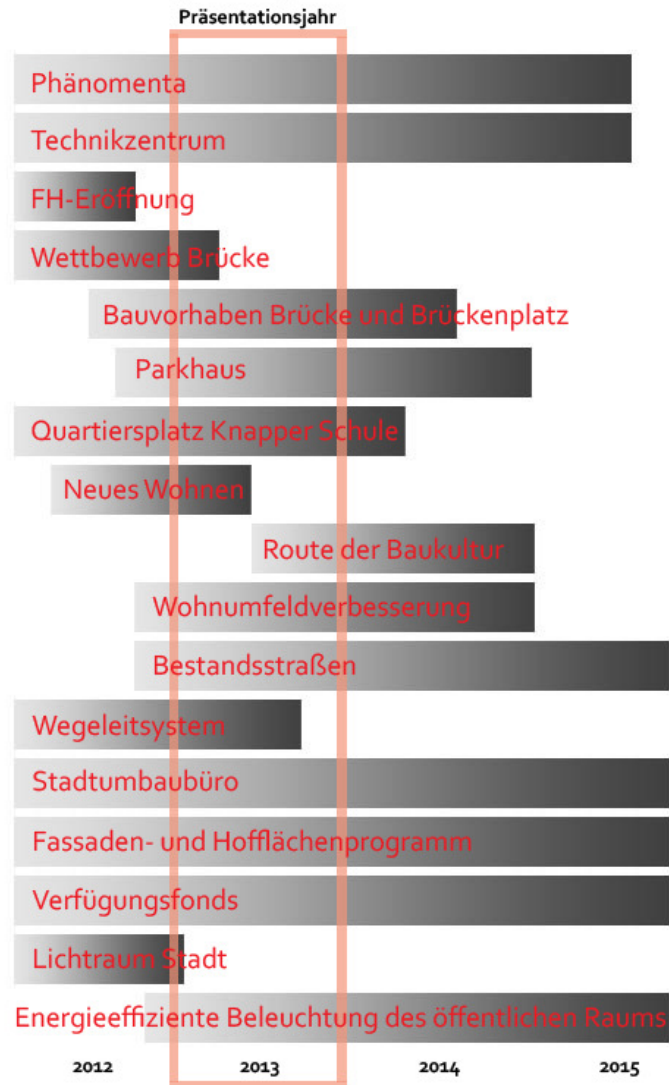 Präsentationsjahr
Phänomenta
Technikzentrum
FH-Eröffnung
Wettbewerb Brücke
Bauvorhaben Brücke und Brückenplatz
Parkhaus
Quartiersplatz Knapper Schule
Neues Wohnen
Route der Baukultur
Wohnumfeldverbesserung
Bestandsstraßen
Wegeleitsystem
Stadtumbaubüro
Fassaden- und Hofflächenprogramm
Verfügungsfonds
Lichtraum Stadt
Energieeffiziente Beleuchtung des öffentlichen Raums
2012 2013 2014 2015